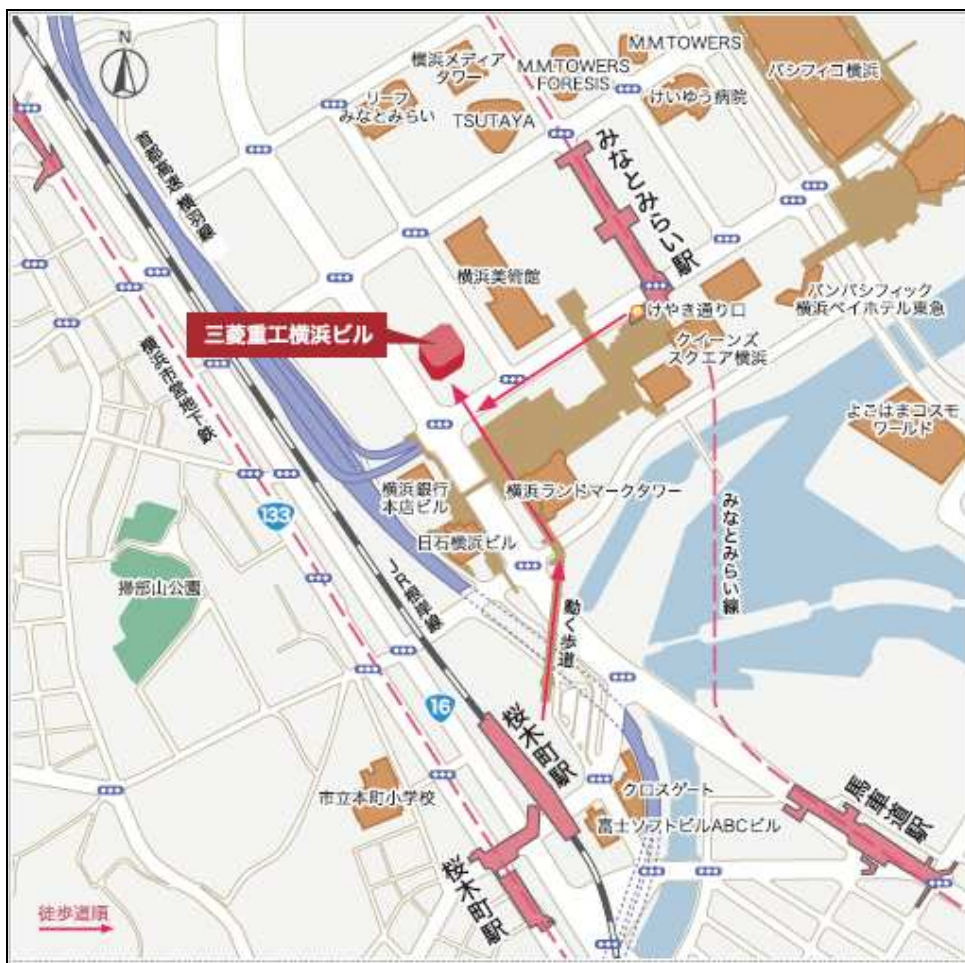 N
横浜メディア
タワー
M.M.TOWERS
FORESIS
M.M.TOWERS
パシフィコ横浜
リーフ
みなとみらい
TSUTAYA
けいゆう病院
首都高速 横羽線
みなとみらい駅
横浜美術館
けやき通り口
パンパシフィック
横浜ベイホテル東急
三菱重工横浜ビル
クイーンズ
スクエア横浜
横浜市営地下鉄
よこはまコスモ
ワールド
横浜銀行
本店ビル
横浜ランドマークタワー
133
日石横浜ビル
みなとみらい線
掃部山公園
JR根岸線
動く歩道
16
桜木町駅
クロスゲート
市立本町小学校
富士ソフトビルABCビル
馬車道駅
桜木町駅
徒歩道順